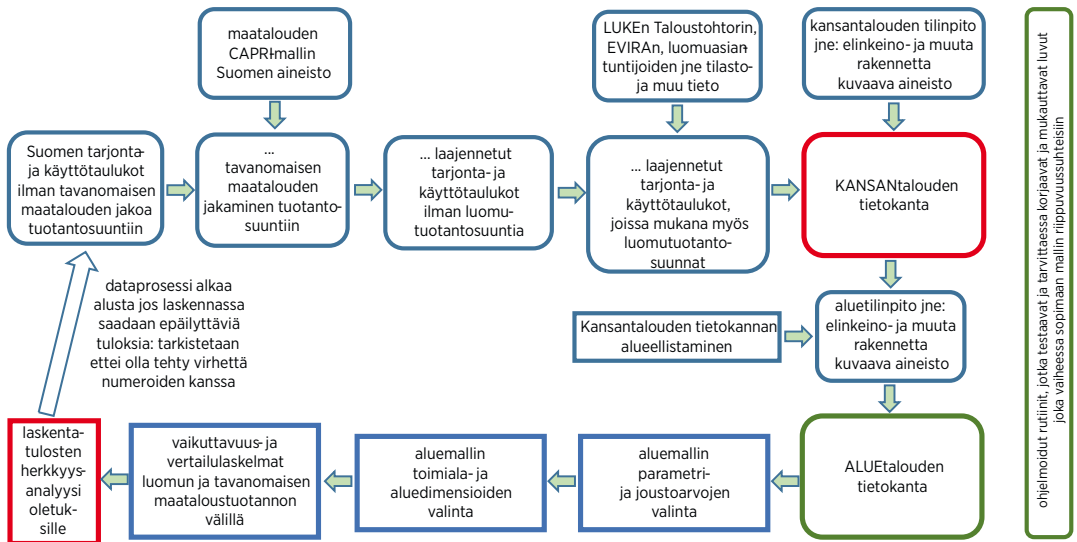 maatalouden
CAPRI-mallin
Suomen aineisto
LUKEn Taloustohtorin,
EVIRAn, luomuasian-
tuntijoiden jne tilasto-
ja muu tieto
kansantalouden tilinpito
jne: elinkeino- ja muuta
rakennetta
kuvaava aineisto
Suomen tarjonta-
ja käyttötaulukot
ilman tavanomaisen
maatalouden jakoa
tuotantosuuntiin
...
tavanomaisen
maatalouden
jakaminen tuotanto-
suuntiin
... laajennetut
tarjonta- ja
käyttötaulukot
ilman luomu-
tuotantosuuntia
... laajennetut
tarjonta- ja
käyttötaulukot,
joissa mukana myös
luomutuotanto-
suunnat
KANSANtalouden
tietokanta
dataprosessi alkaa
alusta jos laskennassa
saadaan epäilyttäviä
tuloksia: tarkistetaan
ettei olla tehty virhettä
numeroiden kanssa
Kansantalouden tietokannan
alueellistaminen
aluetilinpito jne:
elinkeino- ja muuta
rakennetta
kuvaava aineisto
laskenta-
tulosten
herkkyys-
analyysi
oletuk-
sille
vaikuttavuus- ja
vertailulaskelmat
luomun ja tavanomaisen
maataloustuotannon
välillä
aluemallin
toimiala- ja
aluedimensioiden
valinta
aluemallin
parametri-
ja joustoarvojen
valinta
ALUEtalouden
tietokanta
ohjelmoidut rutiinit, jotka testaavat ja tarvittaessa korjaavat ja mukauttavat luvut
joka vaiheessa sopimaan mallin riippuvuussuhteisiin